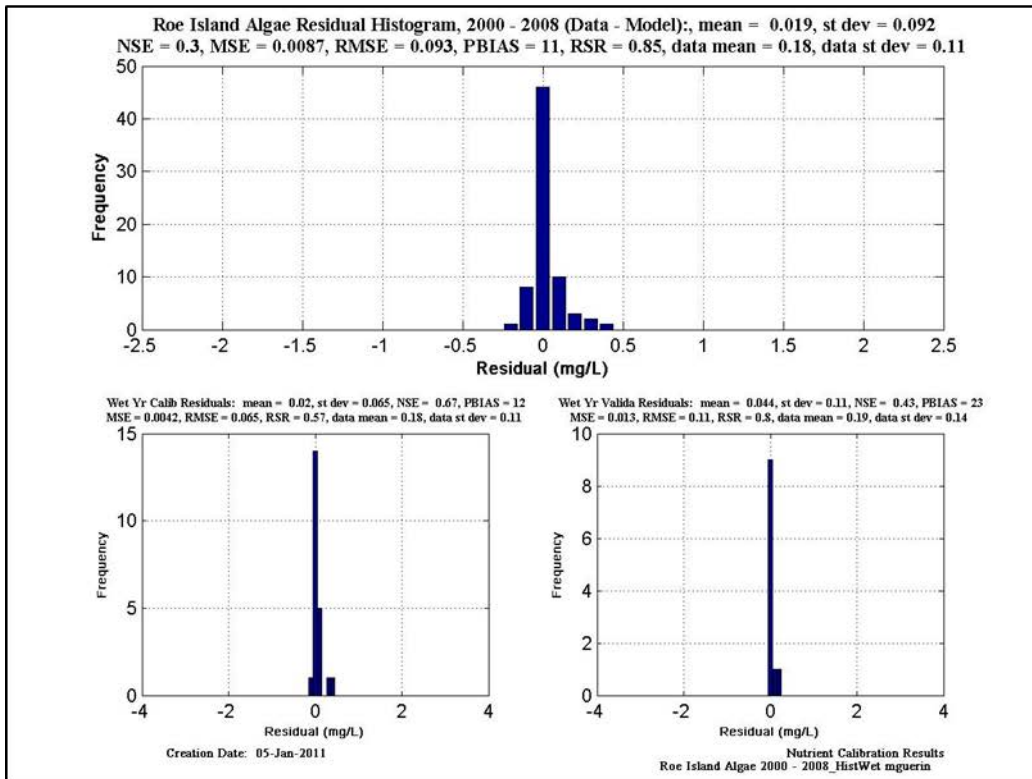 Roe Island Algae Residual Histogram, 2000 - 2008 (Data - Model):, mean = 0.019, st dev = 0.092
NSE = 0.3, MSE = 0.0087, RMSE = 0.093, PBIAS = 11, RSR = 0.85, data mean = 0.18, data st dev = 0.11
50
40
30
20
10
0
Frequency
-2.5 -2 -1.5 -1 -0.5 0 0.5 1 1.5 2 2.5
Residual (mg/L)
Wet Yr Calib Residuals: mean = 0.02, st dev = 0.065, NSE = 0.67, PBIAS = 12
MSE = 0.0042, RMSE = 0.065, RSR = 0.57, data mean = 0.18, data st dev = 0.11
15
10
5
0
Frequency
-4 -2 0 2 4
Residual (mg/L)
Wet Yr Valida Residuals: mean = 0.044, st dev = 0.11, NSE = 0.43, PBIAS = 23
MSE = 0.013, RMSE = 0.11, RSR = 0.8, data mean = 0.19, data st dev = 0.14
10
8
6
4
2
0
Frequency
-4 -2 0 2 4
Residual (mg/L)
Creation Date: 05-Jan-2011
Nutrient Calibration Results
Roe Island Algae 2000 - 2008_HistWet mguerin